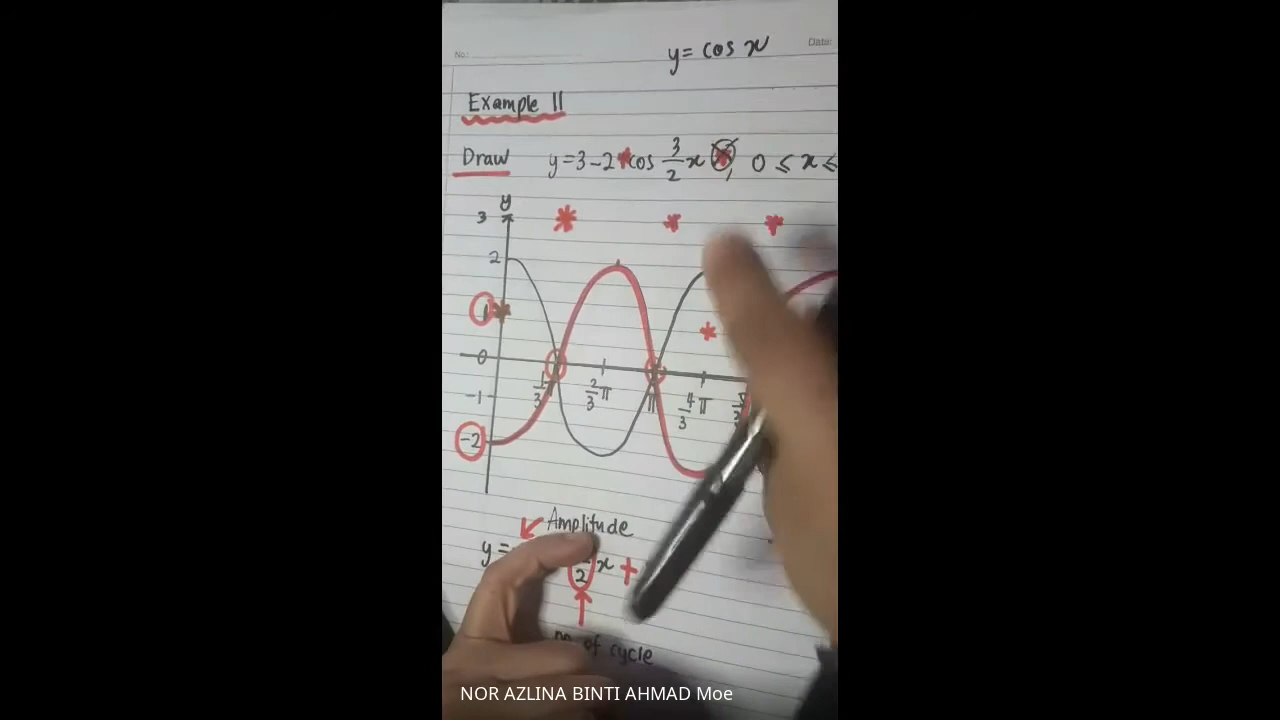 No.: Date:
y = cos x
Example 11
Draw y = 3 - 2 cos 3/2 x, 0 ≤ x ≤
y
3
2
1
0
-1
-2
1/3 π 2/3 π π 4/3 π
Amplitude
y = 2 x +
of cycle
NOR AZLINA BINTI AHMAD Moe